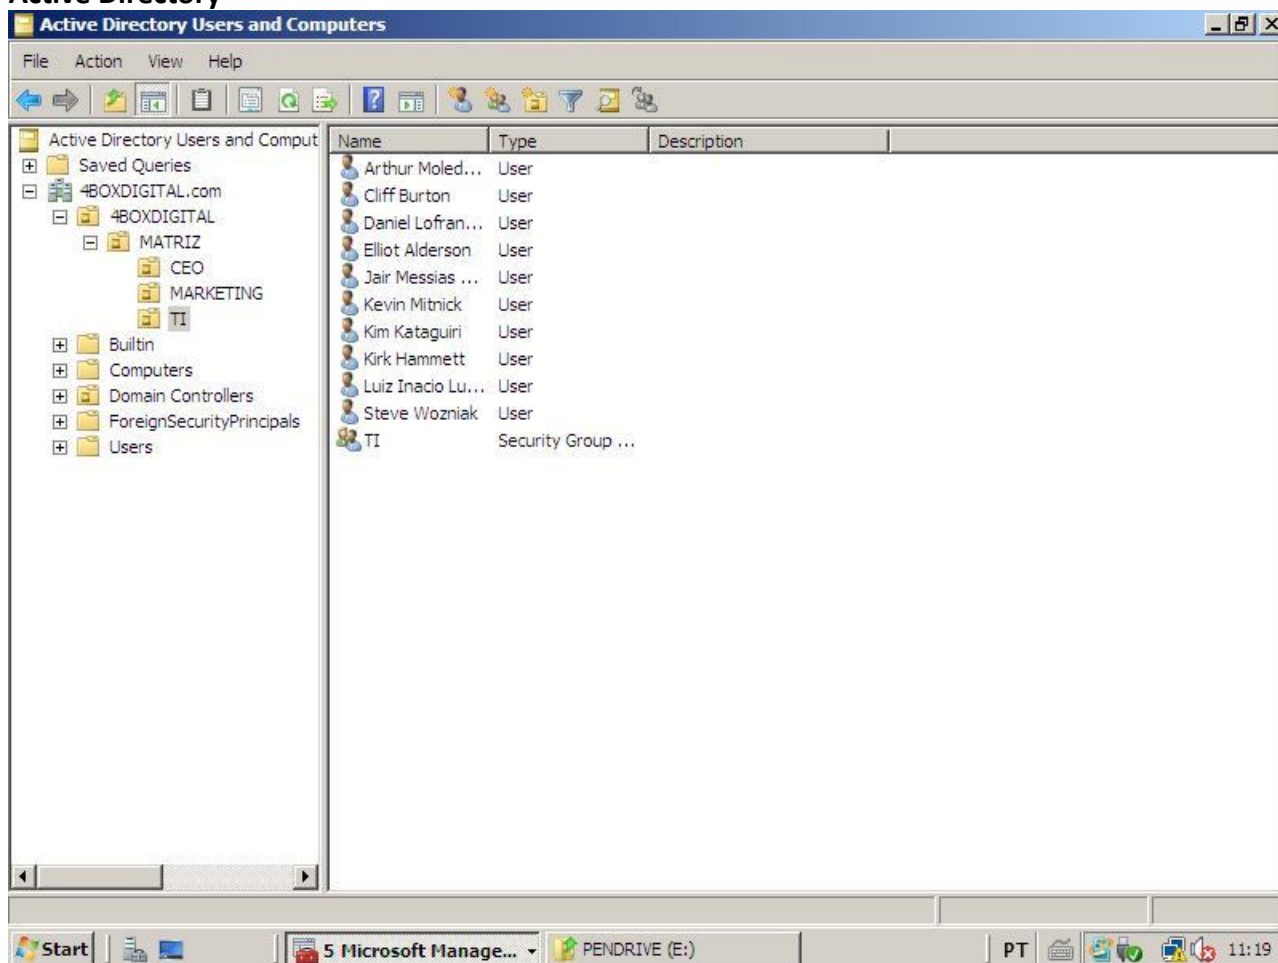 Active Directory
Active Directory Users and Computers
File Action View Help
Active Directory Users and Comput
Saved Queries
4BOXDIGITAL.com
4BOXDIGITAL
MATRIZ
CEO
MARKETING
TI
Builtin
Computers
Domain Controllers
ForeignSecurityPrincipals
Users
Name Type Description
Arthur Moled... User
Cliff Burton User
Daniel Lofran... User
Elliot Alderson User
Jair Messias ... User
Kevin Mitnick User
Kim Kataguiri User
Kirk Hammett User
Luiz Inacio Lu... User
Steve Wozniak User
TI Security Group ...
Start 5 Microsoft Manage... PENDRIVE (E:) PT 11:19